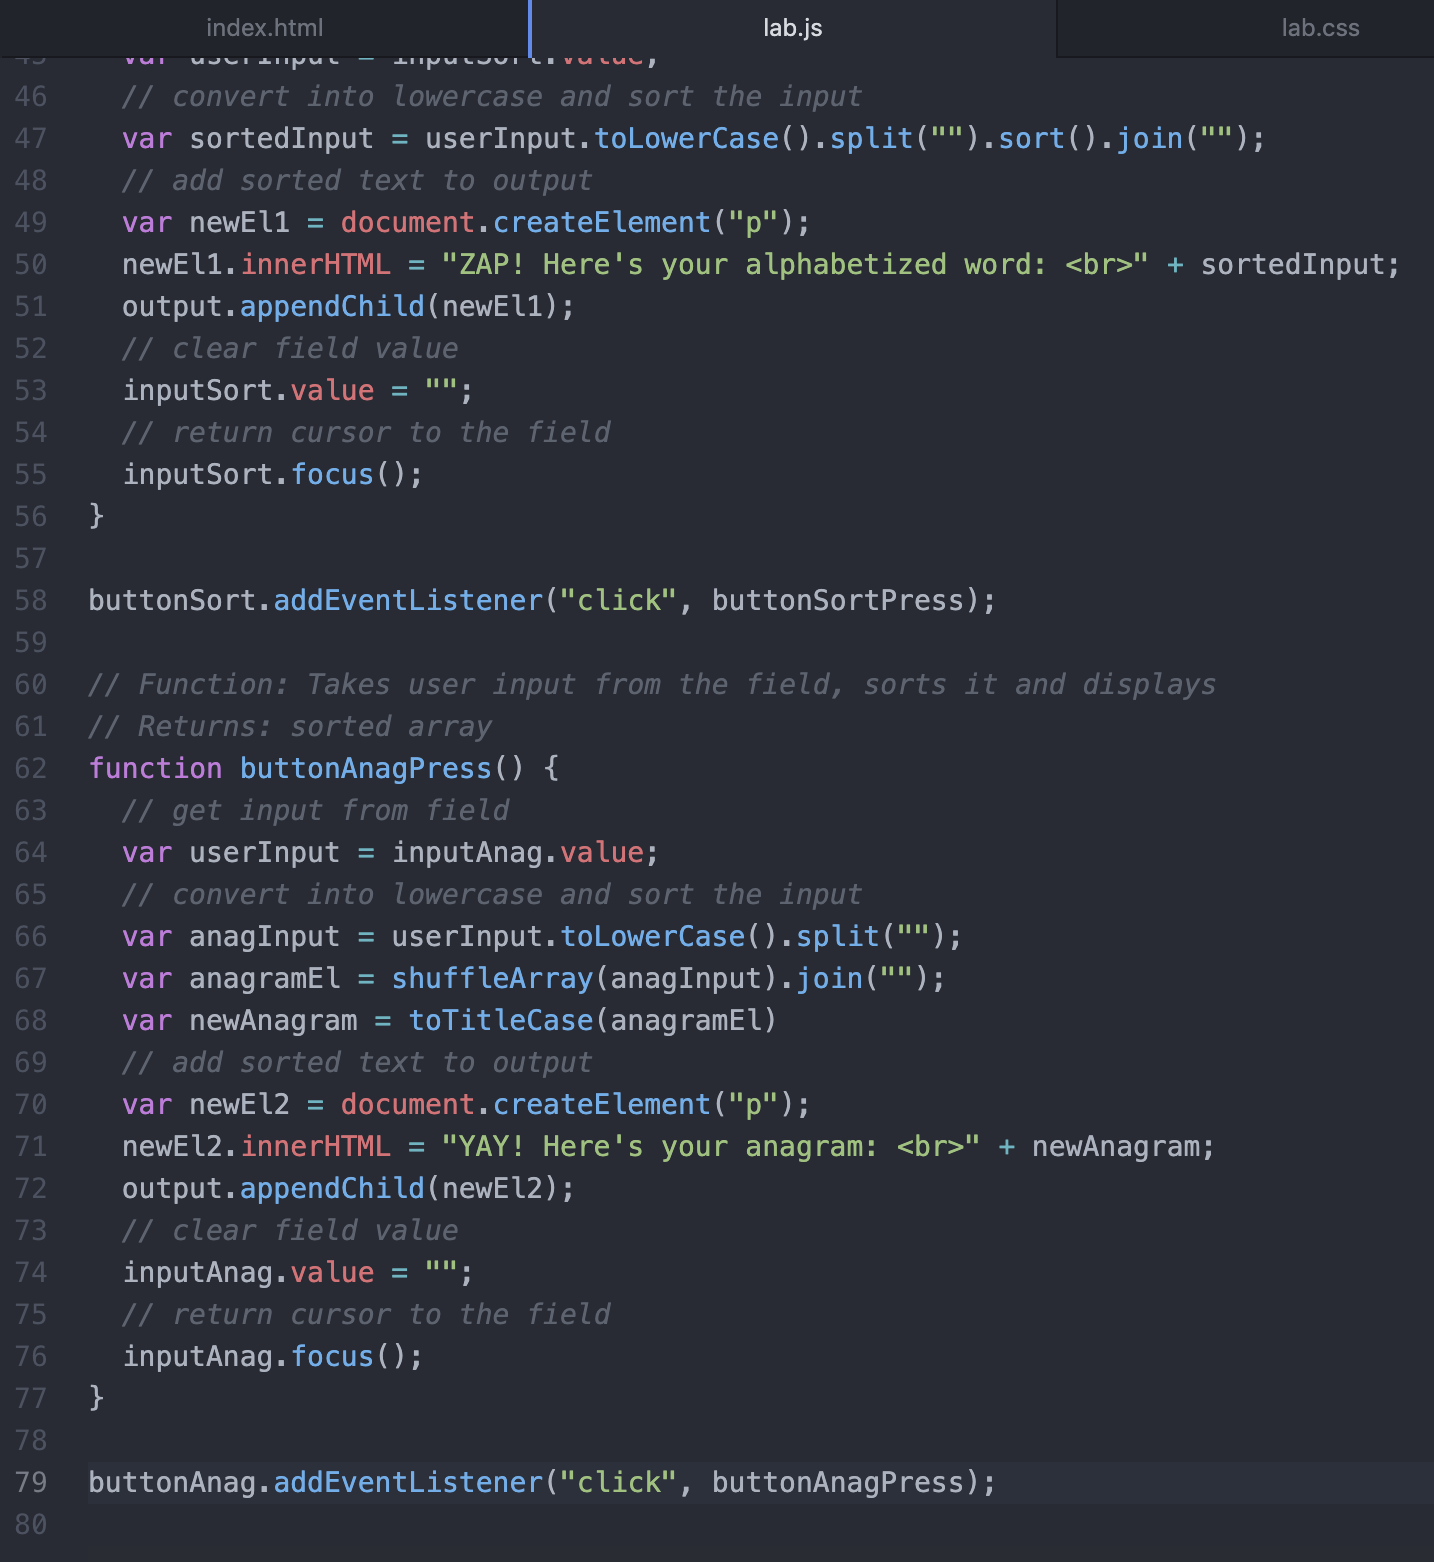 index.html lab.js lab.css
45 var userInput = inputSort.value;
46 // convert into lowercase and sort the input
47 var sortedInput = userInput.toLowerCase().split("").sort().join("");
48 // add sorted text to output
49 var newEl1 = document.createElement("p");
50 newEl1.innerHTML = "ZAP! Here's your alphabetized word: <br>" + sortedInput;
51 output.appendChild(newEl1);
52 // clear field value
53 inputSort.value = "";
54 // return cursor to the field
55 inputSort.focus();
56 }
57
58 buttonSort.addEventListener("click", buttonSortPress);
59
60 // Function: Takes user input from the field, sorts it and displays
61 // Returns: sorted array
62 function buttonAnagPress() {
63 // get input from field
64 var userInput = inputAnag.value;
65 // convert into lowercase and sort the input
66 var anagInput = userInput.toLowerCase().split("");
67 var anagramEl = shuffleArray(anagInput).join("");
68 var newAnagram = toTitleCase(anagramEl)
69 // add sorted text to output
70 var newEl2 = document.createElement("p");
71 newEl2.innerHTML = "YAY! Here's your anagram: <br>" + newAnagram;
72 output.appendChild(newEl2);
73 // clear field value
74 inputAnag.value = "";
75 // return cursor to the field
76 inputAnag.focus();
77 }
78
79 buttonAnag.addEventListener("click", buttonAnagPress);
80